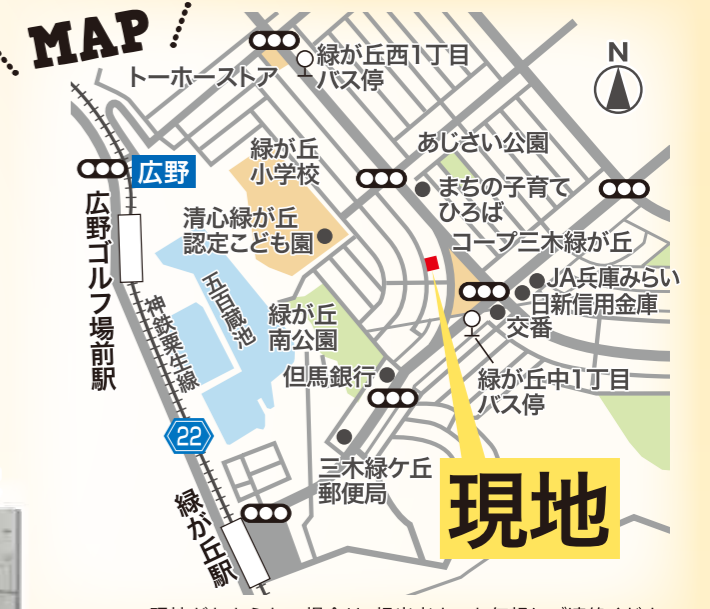 MAP
緑が丘西1丁目
バス停
トーホーストア
N
あじさい公園
緑が丘
小学校
広野
まちの子育て
ひろば
清心緑が丘
認定こども園
コープ三木緑が丘
広野ゴルフ場前駅
JA兵庫みらい
日新信用金庫
交番
五百蔵池
神鉄粟生線
緑が丘
南公園
但馬銀行
緑が丘中1丁目
バス停
22
三木緑ケ丘
郵便局
現地
緑が丘駅